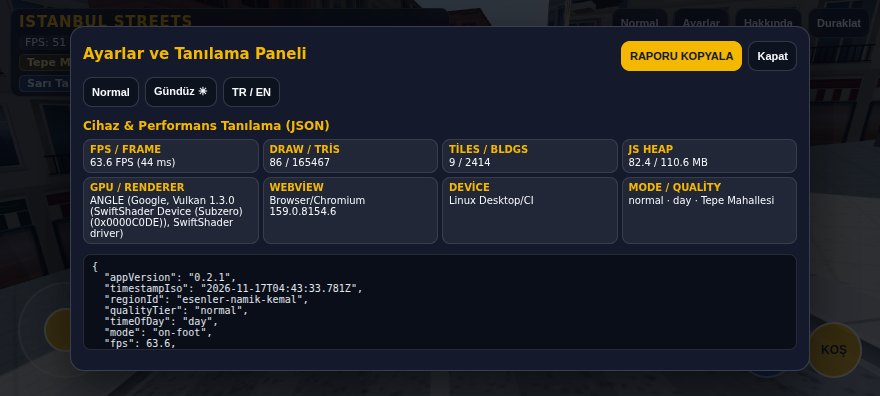 ISTANBUL STREETS
FPS: 51
Tepe M
Sarı Ta
Normal
Ayarlar
Hakkında
Duraklat
Ayarlar ve Tanılama Paneli
RAPORU KOPYALA
Kapat
Normal
Gündüz ☀
TR / EN
Cihaz & Performans Tanılama (JSON)
FPS / FRAME
63.6 FPS (44 ms)
DRAW / TRİS
86 / 165467
TİLES / BLDGS
9 / 2414
JS HEAP
82.4 / 110.6 MB
GPU / RENDERER
ANGLE (Google, Vulkan 1.3.0
(SwiftShader Device (Subzero)
(0x0000C0DE)), SwiftShader
driver)
WEBVİEW
Browser/Chromium
159.0.8154.6
DEVİCE
Linux Desktop/CI
MODE / QUALİTY
normal · day · Tepe Mahallesi
{
"appVersion": "0.2.1",
"timestampIso": "2026-11-17T04:43:33.781Z",
"regionId": "esenler-namik-kemal",
"qualityTier": "normal",
"timeOfDay": "day",
"mode": "on-foot",
"fps": 63.6,
KOŞ